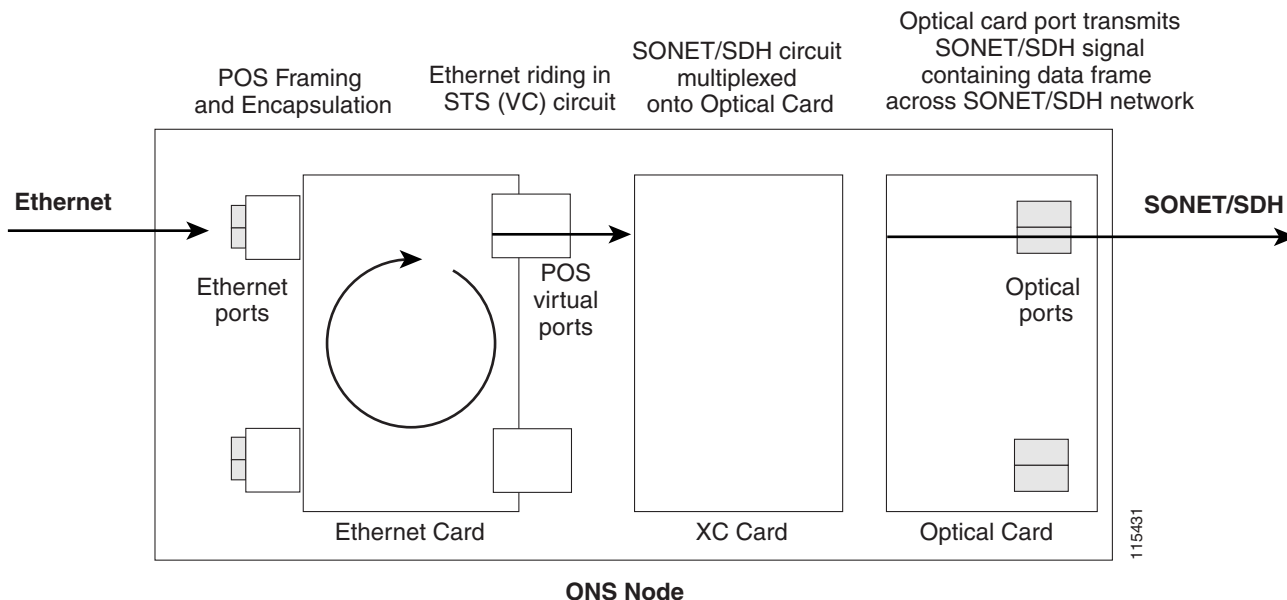 POS Framing
and Encapsulation
Ethernet riding in
STS (VC) circuit
SONET/SDH circuit
multiplexed
onto Optical Card
Optical card port transmits
SONET/SDH signal
containing data frame
across SONET/SDH network
Ethernet
SONET/SDH
Ethernet
ports
POS
virtual
ports
Optical
ports
Ethernet Card
XC Card
Optical Card
115431
ONS Node